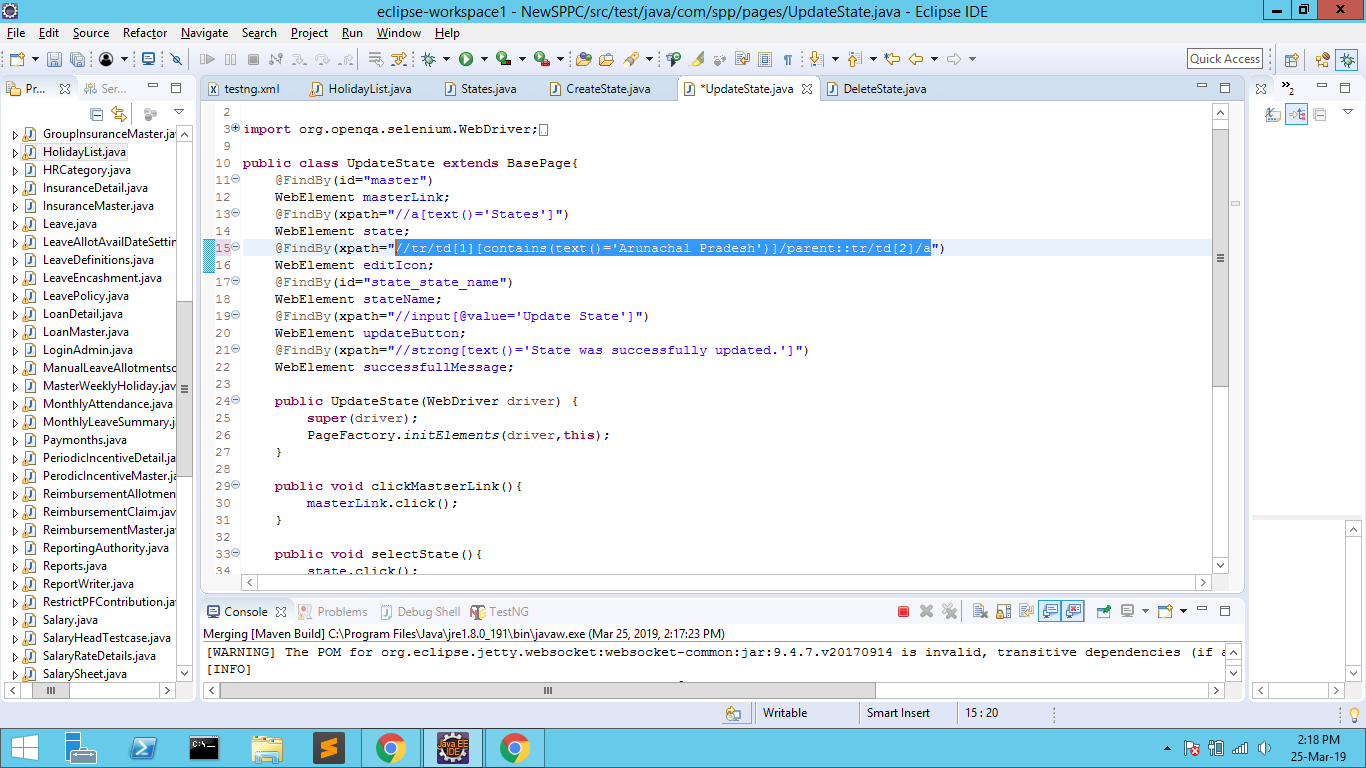 eclipse-workspace1 - NewSPPC/src/test/java/com/spp/pages/UpdateState.java - Eclipse IDE
File Edit Source Refactor Navigate Search Project Run Window Help
Quick Access
Pr... Ser...
testng.xml HolidayList.java States.java CreateState.java *UpdateState.java DeleteState.java
»2
GroupInsuranceMaster.jav
HolidayList.java
HRCategory.java
InsuranceDetail.java
InsuranceMaster.java
Leave.java
LeaveAllotAvailDateSettin
LeaveDefinitions.java
LeaveEncashment.java
LeavePolicy.java
LoanDetail.java
LoanMaster.java
LoginAdmin.java
ManualLeaveAllotmentsc
MasterWeeklyHoliday.jav
MonthlyAttendance.java
MonthlyLeaveSummary.j
Paymonths.java
PeriodicIncentiveDetail.ja
PerodicIncentiveMaster.ja
ReimbursementAllotmen
ReimbursementClaim.java
ReimbursementMaster.jav
ReportingAuthority.java
Reports.java
ReportWriter.java
RestrictPFContribution.jav
Salary.java
SalaryHeadTestcase.java
SalaryRateDetails.java
SalarySheet.java
2
3 import org.openqa.selenium.WebDriver;
9
10 public class UpdateState extends BasePage{
11 @FindBy(id="master")
12 WebElement masterLink;
13 @FindBy(xpath="//a[text()='States']")
14 WebElement state;
15 @FindBy(xpath="//tr/td[1][contains(text()='Arunachal Pradesh')]/parent::tr/td[2]/a")
16 WebElement editIcon;
17 @FindBy(id="state_state_name")
18 WebElement stateName;
19 @FindBy(xpath="//input[@value='Update State']")
20 WebElement updateButton;
21 @FindBy(xpath="//strong[text()='State was successfully updated.']")
22 WebElement successfullMessage;
23
24 public UpdateState(WebDriver driver) {
25 super(driver);
26 PageFactory.initElements(driver,this);
27 }
28
29 public void clickMastserLink(){
30 masterLink.click();
31 }
32
33 public void selectState(){
34 state.click();
Console Problems Debug Shell TestNG
Merging [Maven Build] C:\Program Files\Java\jre1.8.0_191\bin\javaw.exe (Mar 25, 2019, 2:17:23 PM)
[WARNING] The POM for org.eclipse.jetty.websocket:websocket-common:jar:9.4.7.v20170914 is invalid, transitive dependencies (if a
[INFO]
Writable Smart Insert 15 : 20
C:\_
Java EE
IDE
2:18 PM
25-Mar-19